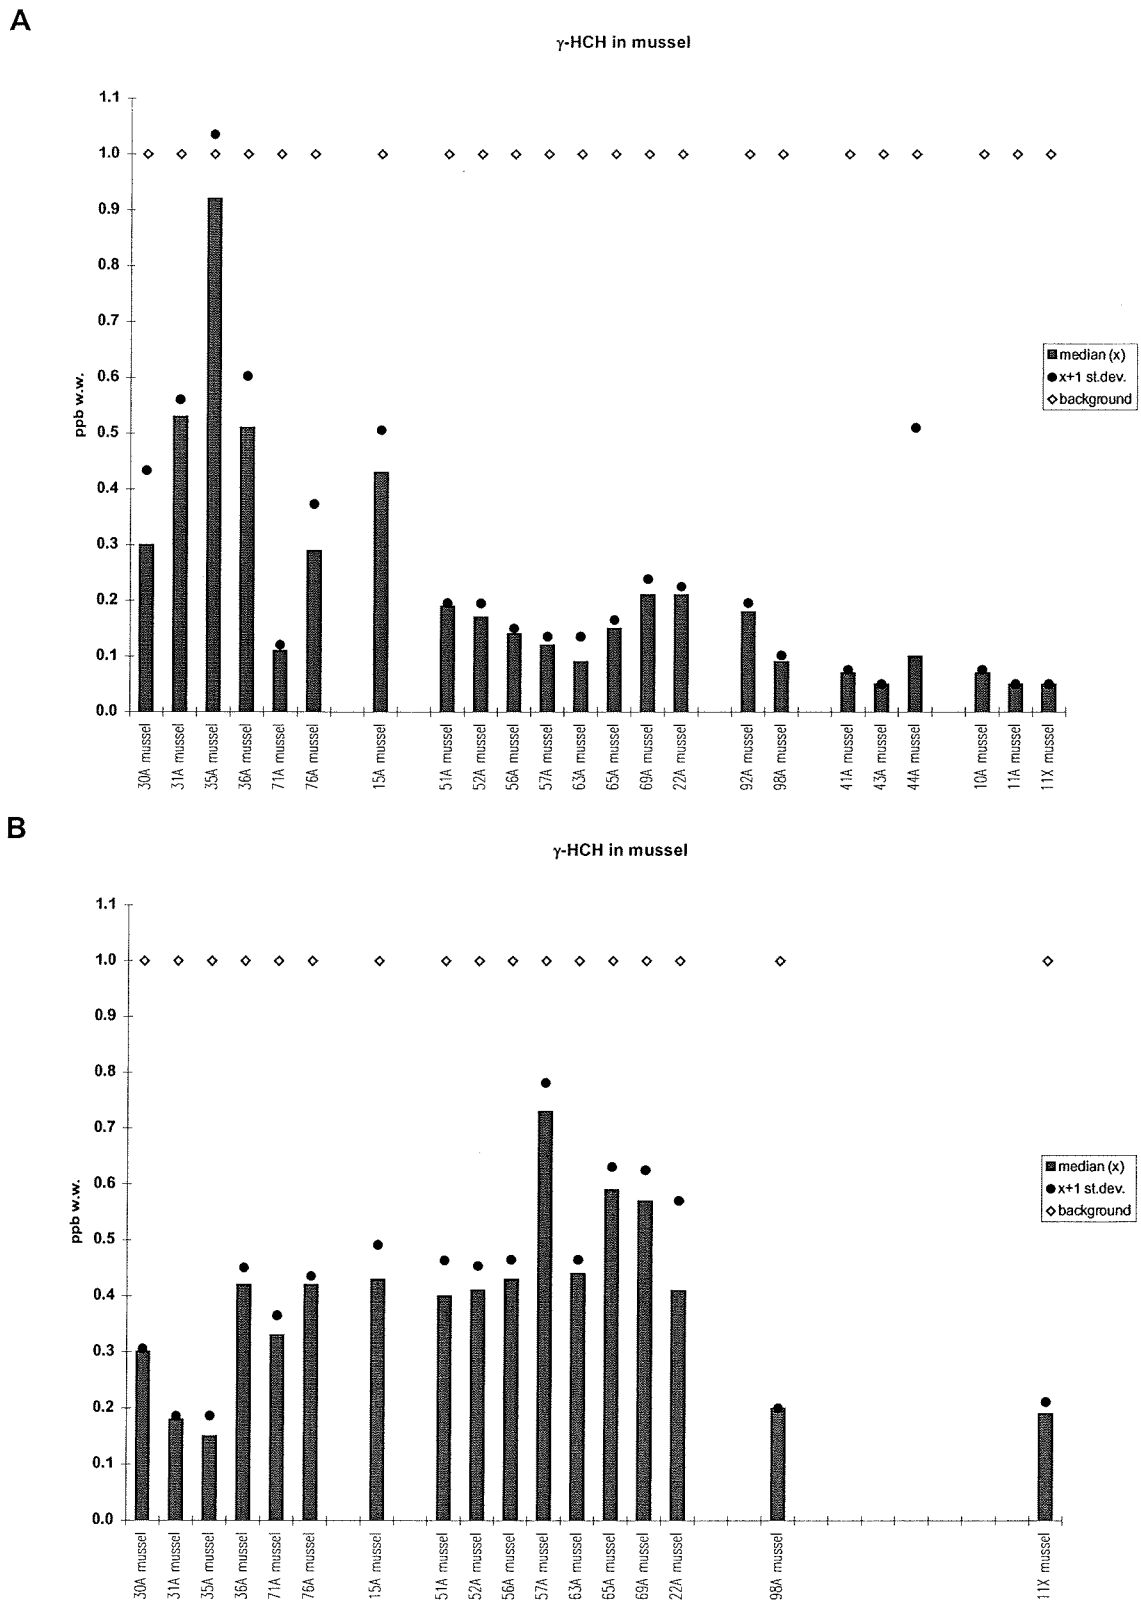 A
γ-HCH in mussel
1.1
1.0
0.9
0.8
0.7
0.6
0.5
0.4
0.3
0.2
0.1
0.0
ppb w.w.
median (x)
x+1 st.dev.
background
30A mussel
31A mussel
35A mussel
36A mussel
71A mussel
76A mussel
15A mussel
51A mussel
52A mussel
56A mussel
57A mussel
63A mussel
65A mussel
69A mussel
22A mussel
92A mussel
98A mussel
41A mussel
43A mussel
44A mussel
10A mussel
11A mussel
11X mussel
B
γ-HCH in mussel
1.1
1.0
0.9
0.8
0.7
0.6
0.5
0.4
0.3
0.2
0.1
0.0
ppb w.w.
median (x)
x+1 st.dev.
background
30A mussel
31A mussel
35A mussel
36A mussel
71A mussel
76A mussel
15A mussel
51A mussel
52A mussel
56A mussel
57A mussel
63A mussel
65A mussel
69A mussel
22A mussel
98A mussel
11X mussel